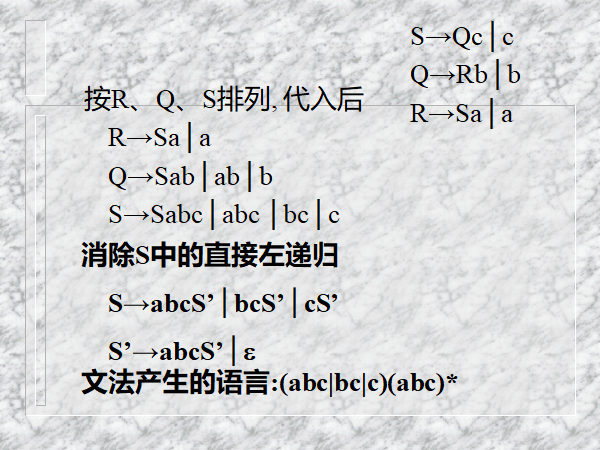 S→Qc│c
Q→Rb│b
R→Sa│a
按R、Q、S排列, 代入后
R→Sa│a
Q→Sab│ab│b
S→Sabc│abc │bc│c
消除S中的直接左递归
S→abcS’│bcS’│cS’
S’→abcS’│ε
文法产生的语言:(abc|bc|c)(abc)*